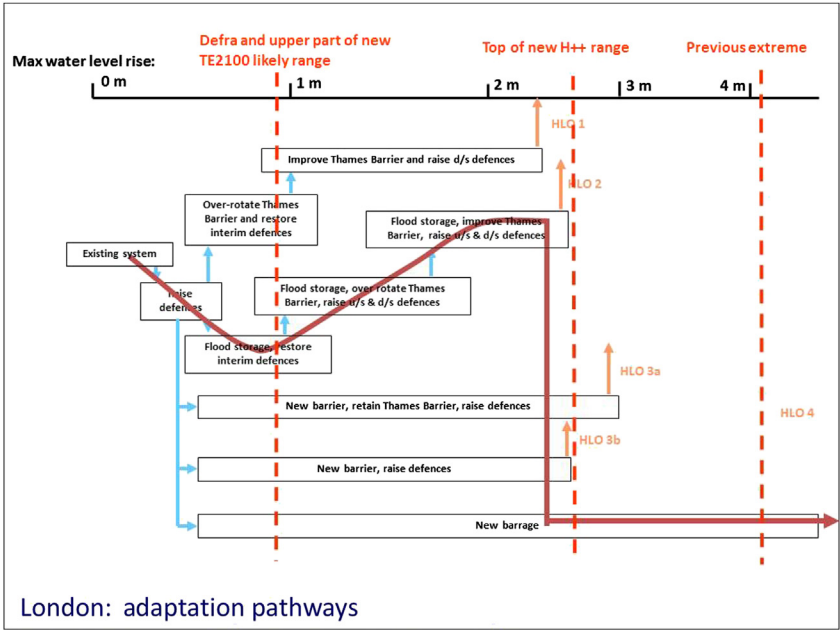 Defra and upper part of new
TE2100 likely range
Top of new H++ range
Previous extreme
Max water level rise:
0 m
1 m
2 m
3 m
4 m
HLO 1
Improve Thames Barrier and raise d/s defences
HLO 2
Over-rotate Thames
Barrier and restore
interim defences
Flood storage, improve Thames
Barrier, raise u/s & d/s defences
Existing system
Raise
defences
Flood storage, over rotate Thames
Barrier, raise u/s & d/s defences
Flood storage, restore
interim defences
HLO 3a
New barrier, retain Thames Barrier, raise defences
HLO 4
HLO 3b
New barrier, raise defences
New barrage
London: adaptation pathways